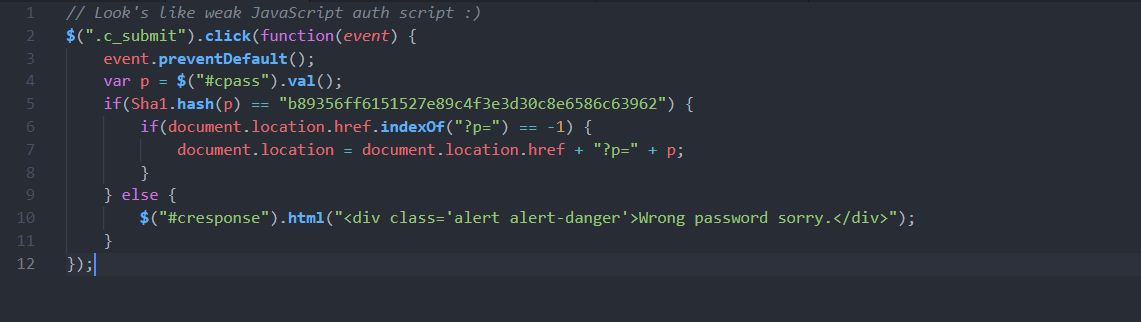 1 // Look's like weak JavaScript auth script :)
2 $(".c_submit").click(function(event) {
3 event.preventDefault();
4 var p = $("#cpass").val();
5 if(Sha1.hash(p) == "b89356ff6151527e89c4f3e3d30c8e6586c63962") {
6 if(document.location.href.indexOf("?p=") == -1) {
7 document.location = document.location.href + "?p=" + p;
8 }
9 } else {
10 $("#cresponse").html("<div class='alert alert-danger'>Wrong password sorry.</div>");
11 }
12 });